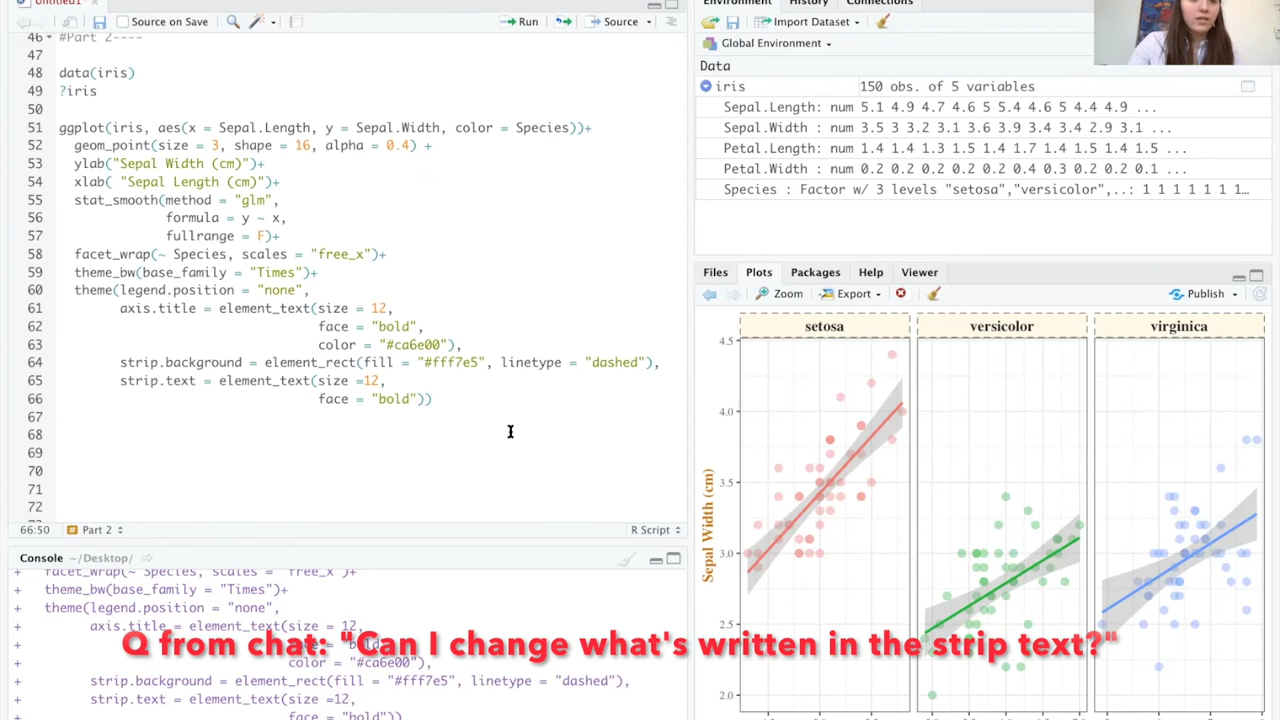 Untitled1*
Environment History Connections
Source on Save Run Source
Import Dataset
Global Environment
46 #Part 2----
47
48 data(iris)
49 ?iris
50
51 ggplot(iris, aes(x = Sepal.Length, y = Sepal.Width, color = Species))+
52 geom_point(size = 3, shape = 16, alpha = 0.4) +
53 ylab("Sepal Width (cm)")+
54 xlab( "Sepal Length (cm)")+
55 stat_smooth(method = "glm",
56 formula = y ~ x,
57 fullrange = F)+
58 facet_wrap(~ Species, scales = "free_x")+
59 theme_bw(base_family = "Times")+
60 theme(legend.position = "none",
61 axis.title = element_text(size = 12,
62 face = "bold",
63 color = "#ca6e00"),
64 strip.background = element_rect(fill = "#fff7e5", linetype = "dashed"),
65 strip.text = element_text(size =12,
66 face = "bold"))
67
68
69
70
71
72
66:50 Part 2 R Script
Data
iris 150 obs. of 5 variables
Sepal.Length: num 5.1 4.9 4.7 4.6 5 5.4 4.6 5 4.4 4.9 ...
Sepal.Width : num 3.5 3 3.2 3.1 3.6 3.9 3.4 3.4 2.9 3.1 ...
Petal.Length: num 1.4 1.4 1.3 1.5 1.4 1.7 1.4 1.5 1.4 1.5 ...
Petal.Width : num 0.2 0.2 0.2 0.2 0.2 0.4 0.3 0.2 0.2 0.1 ...
Species : Factor w/ 3 levels "setosa","versicolor",..: 1 1 1 1 1 1 1…
Files Plots Packages Help Viewer
Zoom Export Publish
setosa versicolor virginica
4.5
4.0
3.5
3.0
2.5
2.0
Sepal Width (cm)
Console ~/Desktop/
+ facet_wrap(~ Species, scales = "free_x")+
+ theme_bw(base_family = "Times")+
+ theme(legend.position = "none",
+ axis.title = element_text(size = 12,
+ face = "bold",
+ color = "#ca6e00"),
+ strip.background = element_rect(fill = "#fff7e5", linetype = "dashed"),
+ strip.text = element_text(size =12,
+ face = "bold"))
Q from chat: "Can I change what's written in the strip text?"